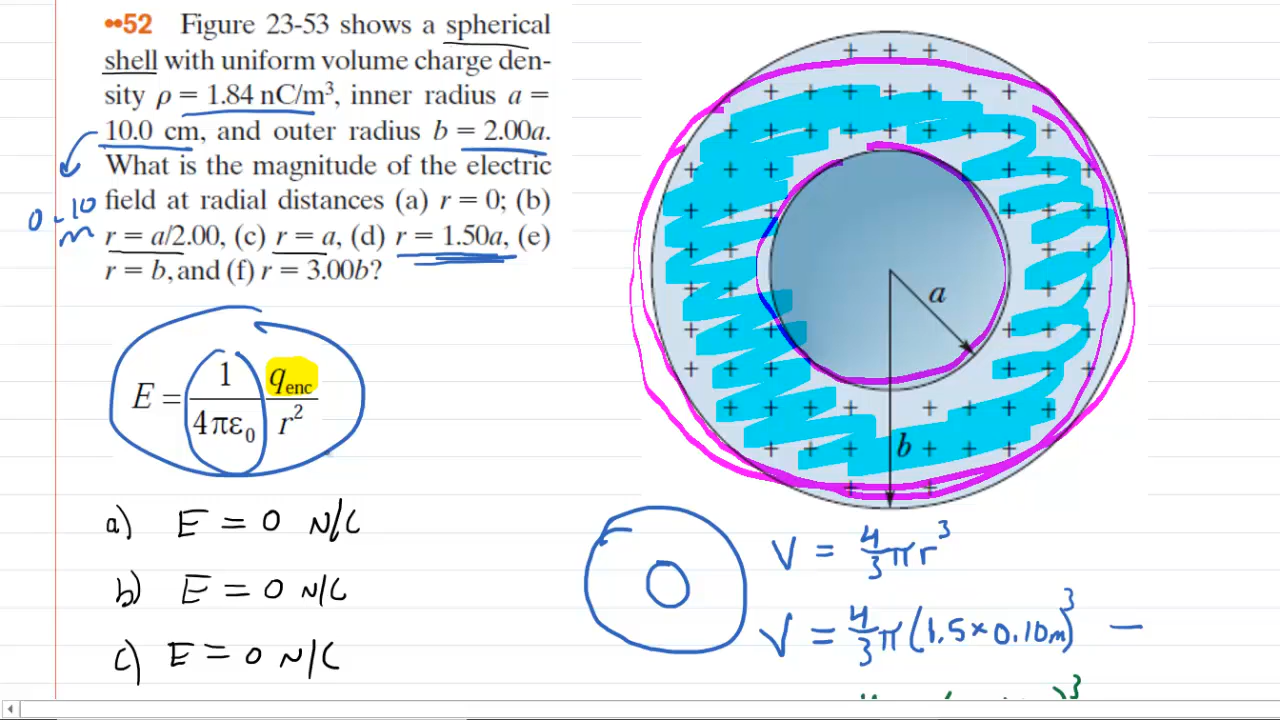 ••52 Figure 23-53 shows a spherical
shell with uniform volume charge den-
sity ρ = 1.84 nC/m³, inner radius a =
10.0 cm, and outer radius b = 2.00a.
What is the magnitude of the electric
field at radial distances (a) r = 0; (b)
r = a/2.00, (c) r = a, (d) r = 1.50a, (e)
r = b, and (f) r = 3.00b?
0.10
m
E = 1/4πε₀ qenc/r²
a) E = 0 N/C
b) E = 0 N/C
c) E = 0 N/C
a
b
V = 4/3 πr³
V = 4/3 π(1.5×0.10m)³ −